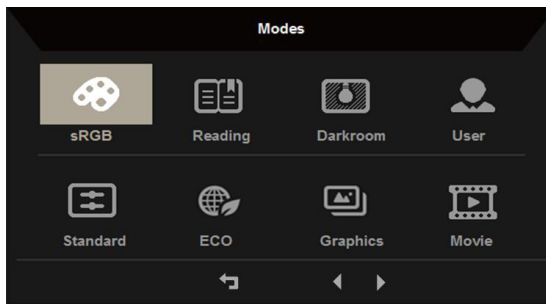 Modes
sRGB Reading Darkroom User
Standard ECO Graphics Movie